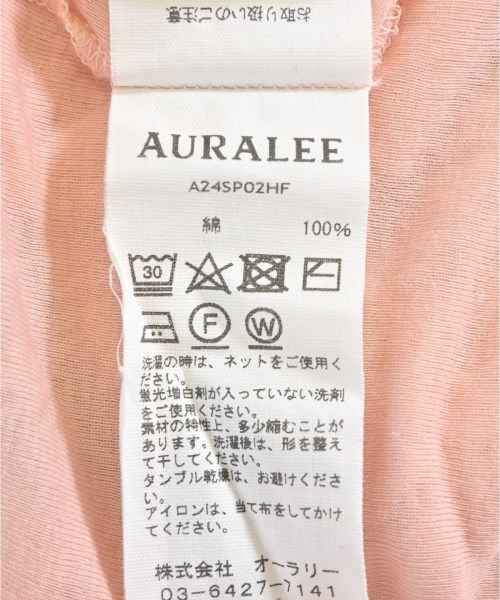 お取り扱いのご注意
AURALEE
A24SP02HF
綿 100%
30
F W
洗濯の時は、ネットをご使用く
ださい。
蛍光増白剤が入っていない洗剤
をご使用ください。
素材の特性上、多少縮むことが
あります。洗濯後は、形を整え
て干してください。
タンブル乾燥は、お避けくださ
い。
アイロンは、当て布をしてかけ
てください。
株式会社 オーラリー
03-6427-7141